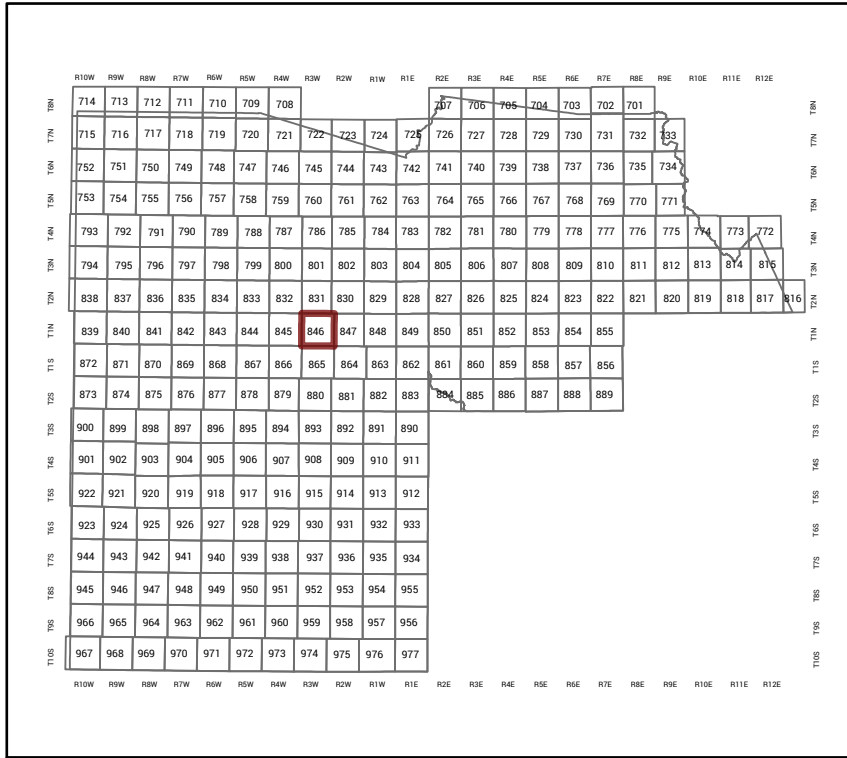 R10W R9W R8W R7W R6W R5W R4W R3W R2W R1W R1E R2E R3E R4E R5E R6E R7E R8E R9E R10E R11E R12E
T8N 714 713 712 711 710 709 708 707 706 705 704 703 702 701 T8N
T7N 715 716 717 718 719 720 721 722 723 724 725 726 727 728 729 730 731 732 733 T7N
T6N 752 751 750 749 748 747 746 745 744 743 742 741 740 739 738 737 736 735 734 T6N
T5N 753 754 755 756 757 758 759 760 761 762 763 764 765 766 767 768 769 770 771 T5N
T4N 793 792 791 790 789 788 787 786 785 784 783 782 781 780 779 778 777 776 775 774 773 772 T4N
T3N 794 795 796 797 798 799 800 801 802 803 804 805 806 807 808 809 810 811 812 813 814 815 T3N
T2N 838 837 836 835 834 833 832 831 830 829 828 827 826 825 824 823 822 821 820 819 818 817 816 T2N
T1N 839 840 841 842 843 844 845 846 847 848 849 850 851 852 853 854 855 T1N
T1S 872 871 870 869 868 867 866 865 864 863 862 861 860 859 858 857 856 T1S
T2S 873 874 875 876 877 878 879 880 881 882 883 884 885 886 887 888 889 T2S
T3S 900 899 898 897 896 895 894 893 892 891 890 T3S
T4S 901 902 903 904 905 906 907 908 909 910 911 T4S
T5S 922 921 920 919 918 917 916 915 914 913 912 T5S
T6S 923 924 925 926 927 928 929 930 931 932 933 T6S
T7S 944 943 942 941 940 939 938 937 936 935 934 T7S
T8S 945 946 947 948 949 950 951 952 953 954 955 T8S
T9S 966 965 964 963 962 961 960 959 958 957 956 T9S
T10S 967 968 969 970 971 972 973 974 975 976 977 T10S
R10W R9W R8W R7W R6W R5W R4W R3W R2W R1W R1E R2E R3E R4E R5E R6E R7E R8E R9E R10E R11E R12E